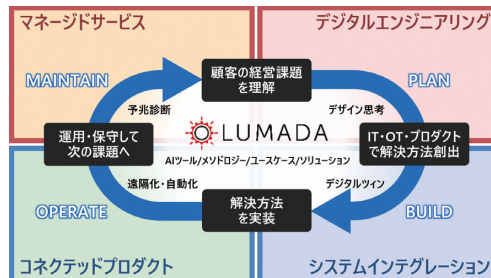 マネージドサービス
デジタルエンジニアリング
MAINTAIN
顧客の経営課題
を理解
PLAN
予兆診断
デザイン思考
運用・保守して
次の課題へ
LUMADA
IT・OT・プロダクト
で解決方法創出
AIツール/メソドロジー/ユースケース/ソリューション
遠隔化・自動化
デジタルツイン
OPERATE
解決方法
を実装
BUILD
コネクテッドプロダクト
システムインテグレーション